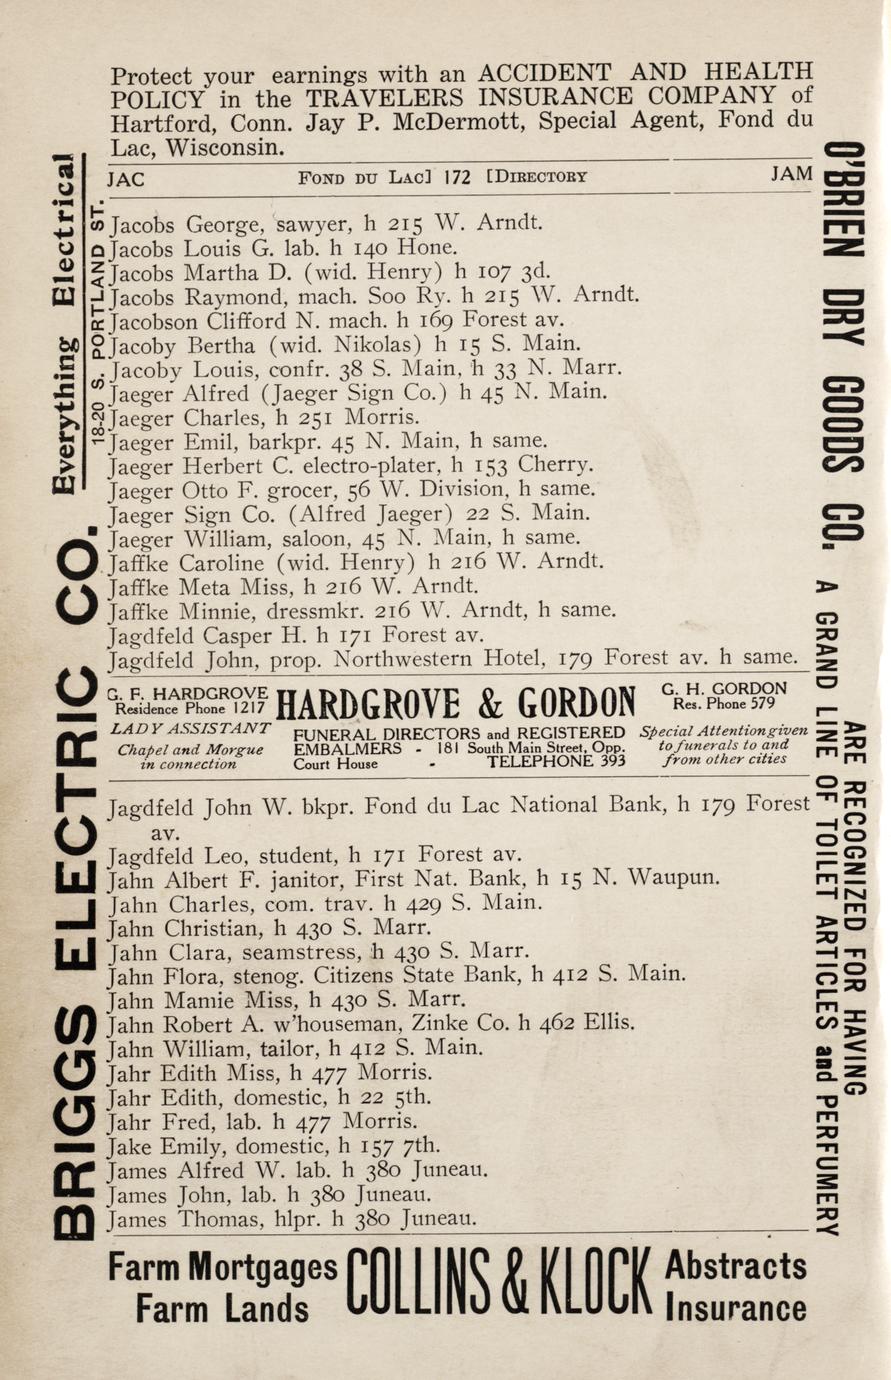 Protect your earnings with an ACCIDENT AND HEALTH
POLICY in the TRAVELERS INSURANCE COMPANY of
Hartford, Conn. Jay P. McDermott, Special Agent, Fond du
Lac, Wisconsin.
JAC FOND DU LAC] 172 [DIRECTORY JAM
Jacobs George, sawyer, h 215 W. Arndt.
Jacobs Louis G. lab. h 140 Hone.
Jacobs Martha D. (wid. Henry) h 107 3d.
Jacobs Raymond, mach. Soo Ry. h 215 W. Arndt.
Jacobson Clifford N. mach. h 169 Forest av.
Jacoby Bertha (wid. Nikolas) h 15 S. Main.
Jacoby Louis, confr. 38 S. Main, h 33 N. Marr.
Jaeger Alfred (Jaeger Sign Co.) h 45 N. Main.
Jaeger Charles, h 251 Morris.
Jaeger Emil, barkpr. 45 N. Main, h same.
Jaeger Herbert C. electro-plater, h 153 Cherry.
Jaeger Otto F. grocer, 56 W. Division, h same.
Jaeger Sign Co. (Alfred Jaeger) 22 S. Main.
Jaeger William, saloon, 45 N. Main, h same.
Jaffke Caroline (wid. Henry) h 216 W. Arndt.
Jaffke Meta Miss, h 216 W. Arndt.
Jaffke Minnie, dressmkr. 216 W. Arndt, h same.
Jagdfeld Casper H. h 171 Forest av.
Jagdfeld John, prop. Northwestern Hotel, 179 Forest av. h same.
G. F. HARDGROVE
Residence Phone 1217
LADY ASSISTANT
Chapel and Morgue
in connection
HARDGROVE & GORDON
FUNERAL DIRECTORS and REGISTERED
EMBALMERS - 181 South Main Street, Opp.
Court House - TELEPHONE 393
G. H. GORDON
Res. Phone 579
Special Attention given
to funerals to and
from other cities
Jagdfeld John W. bkpr. Fond du Lac National Bank, h 179 Forest
av.
Jagdfeld Leo, student, h 171 Forest av.
Jahn Albert F. janitor, First Nat. Bank, h 15 N. Waupun.
Jahn Charles, com. trav. h 429 S. Main.
Jahn Christian, h 430 S. Marr.
Jahn Clara, seamstress, h 430 S. Marr.
Jahn Flora, stenog. Citizens State Bank, h 412 S. Main.
Jahn Mamie Miss, h 430 S. Marr.
Jahn Robert A. w'houseman, Zinke Co. h 462 Ellis.
Jahn William, tailor, h 412 S. Main.
Jahr Edith Miss, h 477 Morris.
Jahr Edith, domestic, h 22 5th.
Jahr Fred, lab. h 477 Morris.
Jake Emily, domestic, h 157 7th.
James Alfred W. lab. h 380 Juneau.
James John, lab. h 380 Juneau.
James Thomas, hlpr. h 380 Juneau.
Farm Mortgages
Farm Lands
COLLINS & KLOCK
Abstracts
Insurance
BRIGGS ELECTRIC CO. Everything Electrical
18-20 S. PORTLAND ST.
O'BRIEN DRY GOODS CO. ARE RECOGNIZED FOR HAVING
A GRAND LINE OF TOILET ARTICLES and PERFUMERY